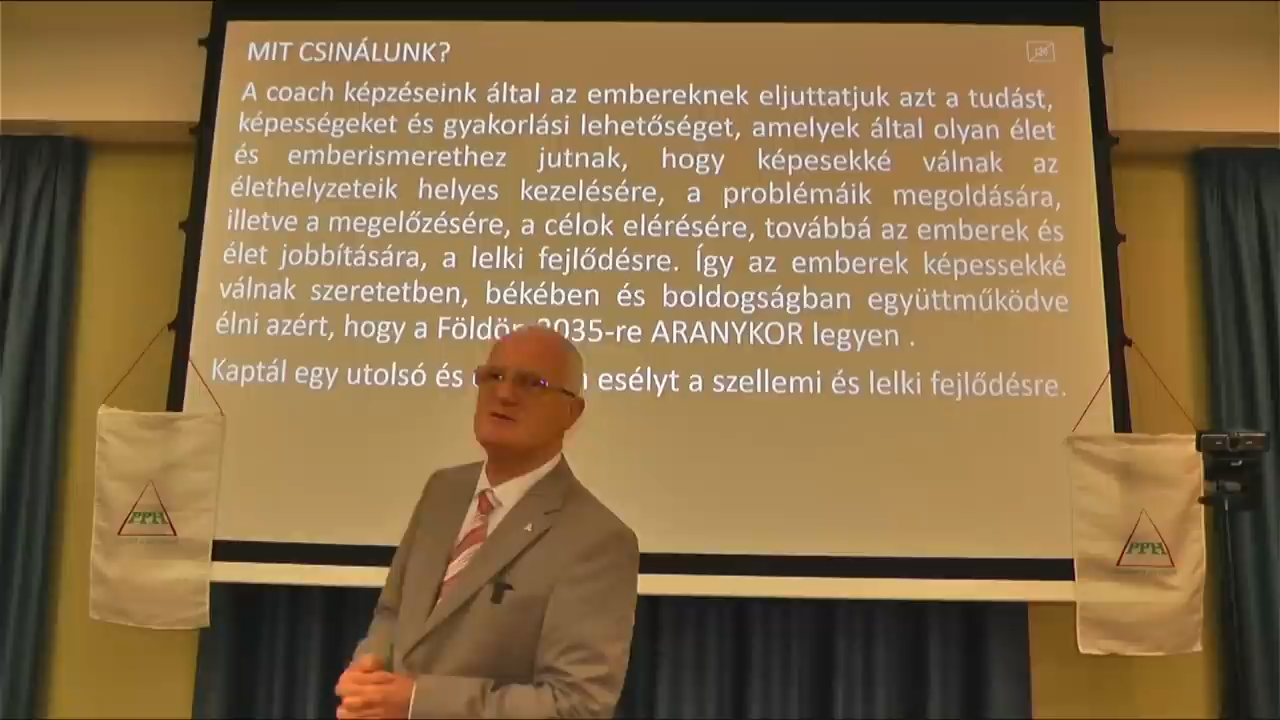 MIT CSINÁLUNK?
A coach képzéseink által az embereknek eljuttatjuk azt a tudást,
képességeket és gyakorlási lehetőséget, amelyek által olyan élet
és emberismerethez jutnak, hogy képesekké válnak az
élethelyzeteik helyes kezelésére, a problémáik megoldására,
illetve a megelőzésére, a célok elérésére, továbbá az emberek és
élet jobbítására, a lelki fejlődésre. Így az emberek képessekké
válnak szeretetben, békében és boldogságban együttműködve
élni azért, hogy a Földön 2035-re ARANYKOR legyen .
Kaptál egy utolsó és esélyt a szellemi és lelki fejlődésre.
PPH
PPH